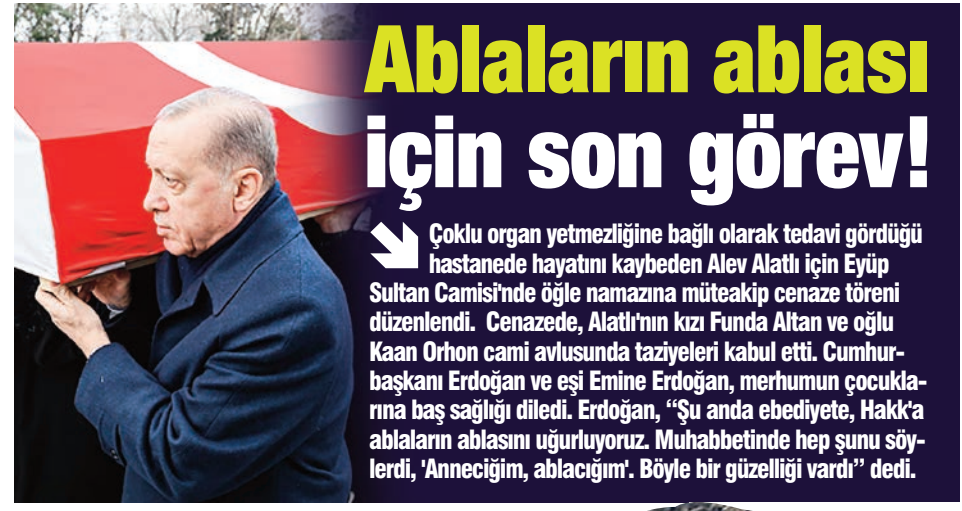 Ablaların ablası
için son görev!
Çoklu organ yetmezliğine bağlı olarak tedavi gördüğü
hastanede hayatını kaybeden Alev Alatlı için Eyüp
Sultan Camisi'nde öğle namazına müteakip cenaze töreni
düzenlendi. Cenazede, Alatlı'nın kızı Funda Altan ve oğlu
Kaan Orhon cami avlusunda taziyeleri kabul etti. Cumhur-
başkanı Erdoğan ve eşi Emine Erdoğan, merhumun çocukla-
rına baş sağlığı diledi. Erdoğan, “Şu anda ebediyete, Hakk'a
ablaların ablasını uğurluyoruz. Muhabbetinde hep şunu söy-
lerdi, 'Anneciğim, ablacığım'. Böyle bir güzelliği vardı” dedi.